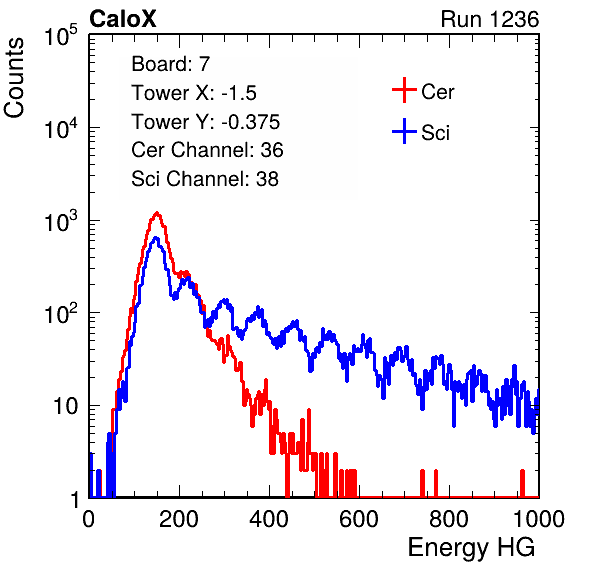 CaloX Run 1236
Counts
10^5
10^4
10^3
10^2
10
1
Board: 7
Tower X: -1.5
Tower Y: -0.375
Cer Channel: 36
Sci Channel: 38
Cer
Sci
0 200 400 600 800 1000
Energy HG